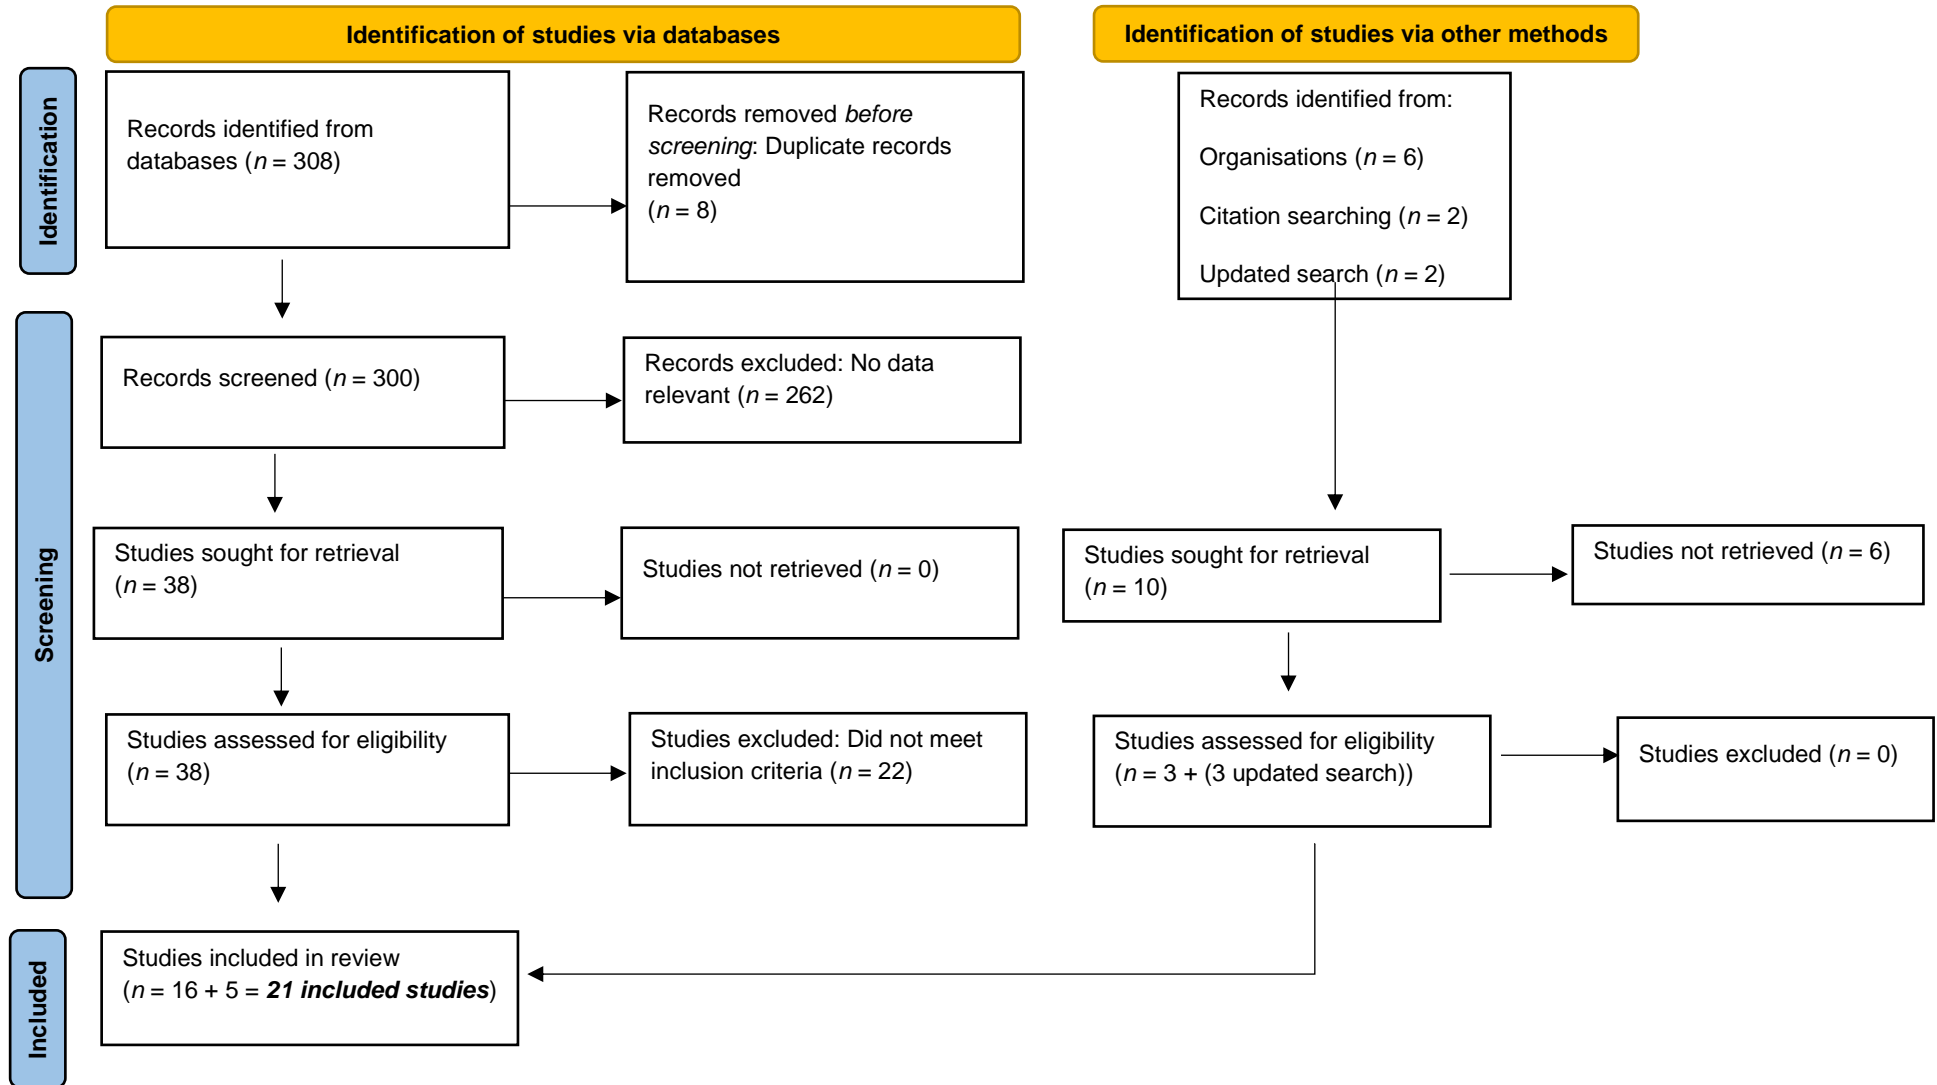 Identification of studies via databases
Identification of studies via other methods
Identification
Records identified from
databases (n = 308)
Records removed before
screening: Duplicate records
removed
(n = 8)
Records identified from:
Organisations (n = 6)
Citation searching (n = 2)
Updated search (n = 2)
Screening
Records screened (n = 300)
Records excluded: No data
relevant (n = 262)
Studies sought for retrieval
(n = 38)
Studies not retrieved (n = 0)
Studies sought for retrieval
(n = 10)
Studies not retrieved (n = 6)
Studies assessed for eligibility
(n = 38)
Studies excluded: Did not meet
inclusion criteria (n = 22)
Studies assessed for eligibility
(n = 3 + (3 updated search))
Studies excluded (n = 0)
Included
Studies included in review
(n = 16 + 5 = 21 included studies)